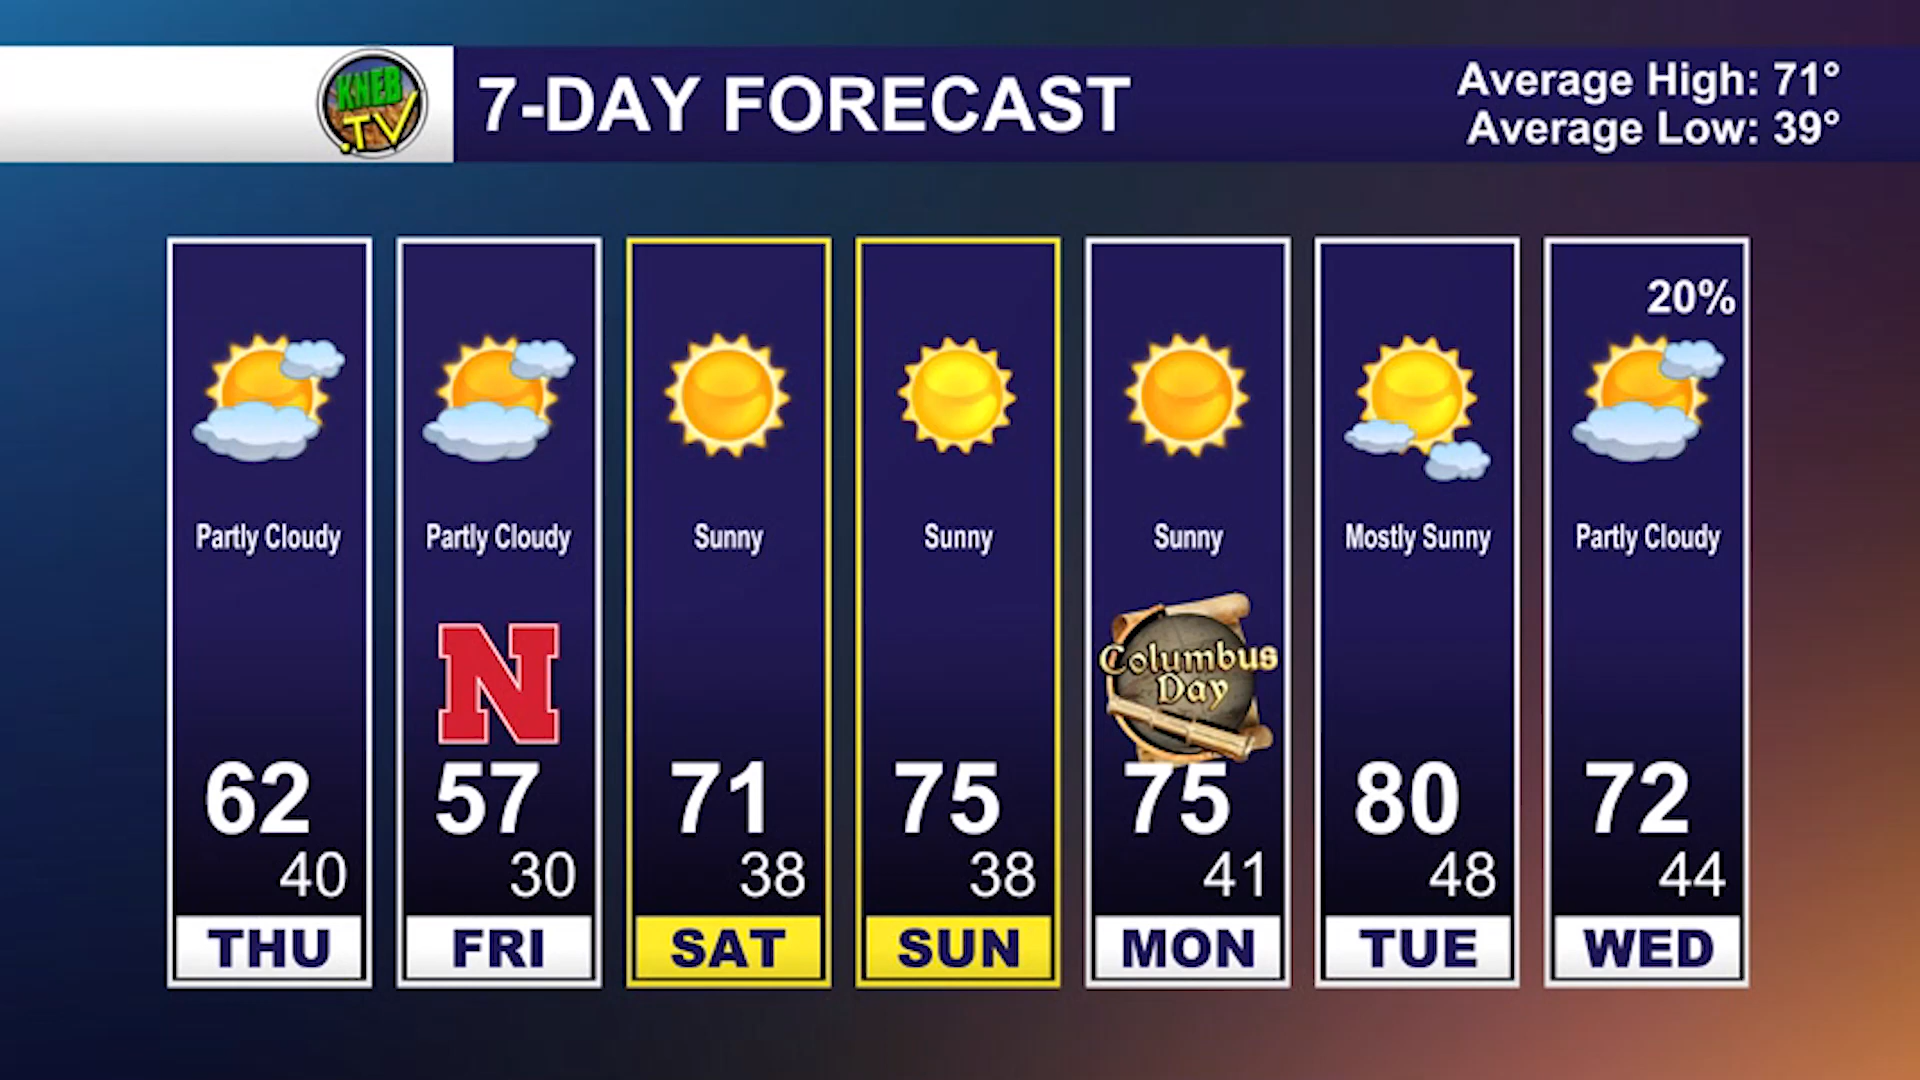 KNEB
.TV
7-DAY FORECAST
Average High: 71°
Average Low: 39°
20%
Partly Cloudy
Partly Cloudy
Sunny
Sunny
Sunny
Mostly Sunny
Partly Cloudy
N
Columbus
Day
62
57
71
75
75
80
72
40
30
38
38
41
48
44
THU
FRI
SAT
SUN
MON
TUE
WED